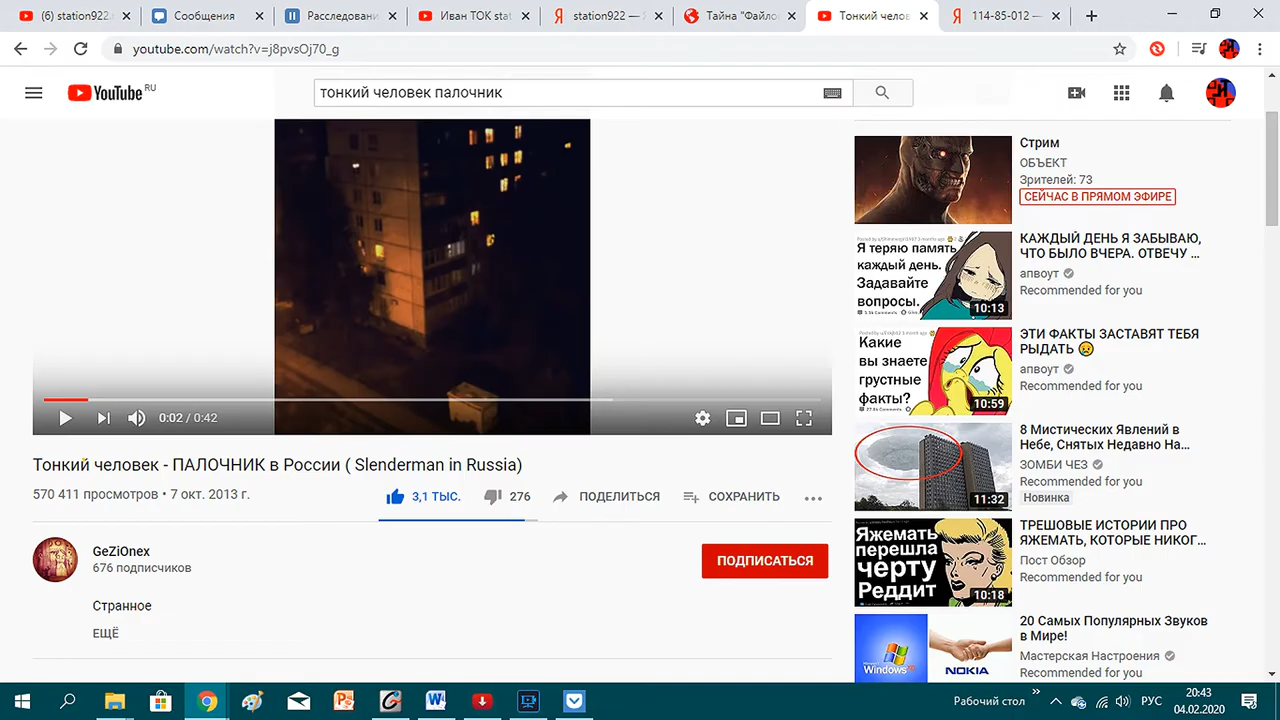 (6) station922.
Сообщения
Расследован
Иван ТОК stat
station922 —
Тайна "Файло
Тонкий челов
114-85-012 —
youtube.com/watch?v=j8pvsOj70_g
YouTube RU
тонкий человек палочник
0:02 / 0:42
Тонкий человек - ПАЛОЧНИК в России ( Slenderman in Russia)
570 411 просмотров • 7 окт. 2013 г.
3,1 ТЫС.
276
ПОДЕЛИТЬСЯ
СОХРАНИТЬ
GeZiOnex
676 подписчиков
ПОДПИСАТЬСЯ
Странное
ЕЩЁ
Стрим
ОБЪЕКТ
Зрителей: 73
СЕЙЧАС В ПРЯМОМ ЭФИРЕ
Я теряю память
каждый день.
Задавайте
вопросы.
10:13
КАЖДЫЙ ДЕНЬ Я ЗАБЫВАЮ,
ЧТО БЫЛО ВЧЕРА. ОТВЕЧУ ...
апвоут
Recommended for you
Какие
вы знаете
грустные
факты?
10:59
ЭТИ ФАКТЫ ЗАСТАВЯТ ТЕБЯ
РЫДАТЬ 😢
апвоут
Recommended for you
11:32
8 Мистических Явлений в
Небе, Снятых Недавно На...
ЗОМБИ ЧЕЗ
Recommended for you
Новинка
Яжемать
перешла
черту
Реддит
10:18
ТРЕШОВЫЕ ИСТОРИИ ПРО
ЯЖЕМАТЬ, КОТОРЫЕ НИКОГ...
Пост Обзор
Recommended for you
Windows
NOKIA
20 Самых Популярных Звуков
в Мире!
Мастерская Настроения
Recommended for you
Рабочий стол
РУС
20:43
04.02.2020